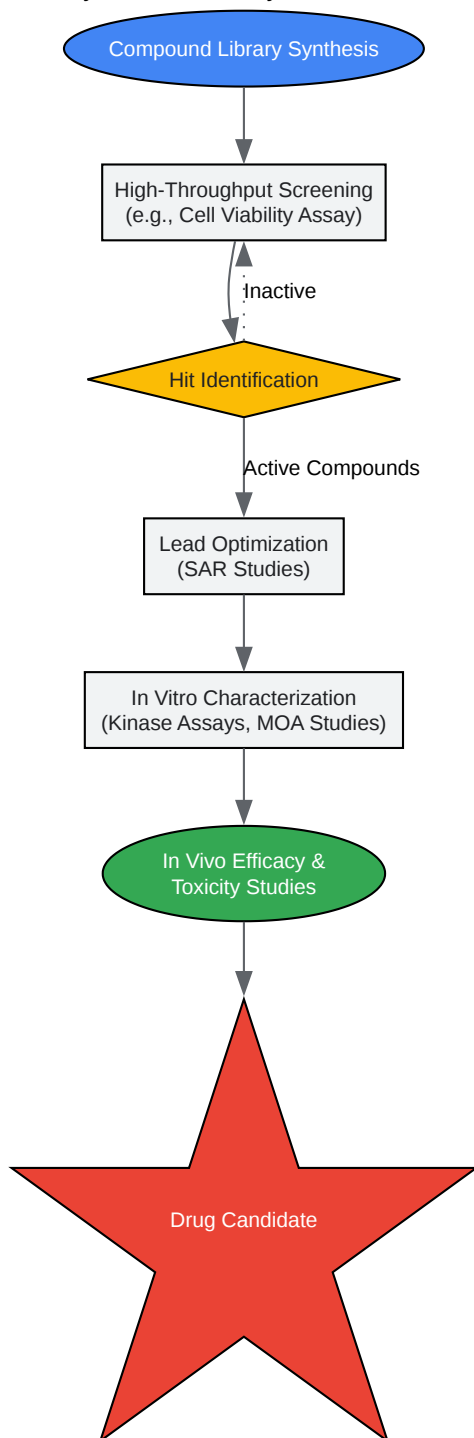 Compound Library Synthesis
High-Throughput Screening
(e.g., Cell Viability Assay)
Inactive
Hit Identification
Active Compounds
Lead Optimization
(SAR Studies)
In Vitro Characterization
(Kinase Assays, MOA Studies)
In Vivo Efficacy &
Toxicity Studies
Drug Candidate